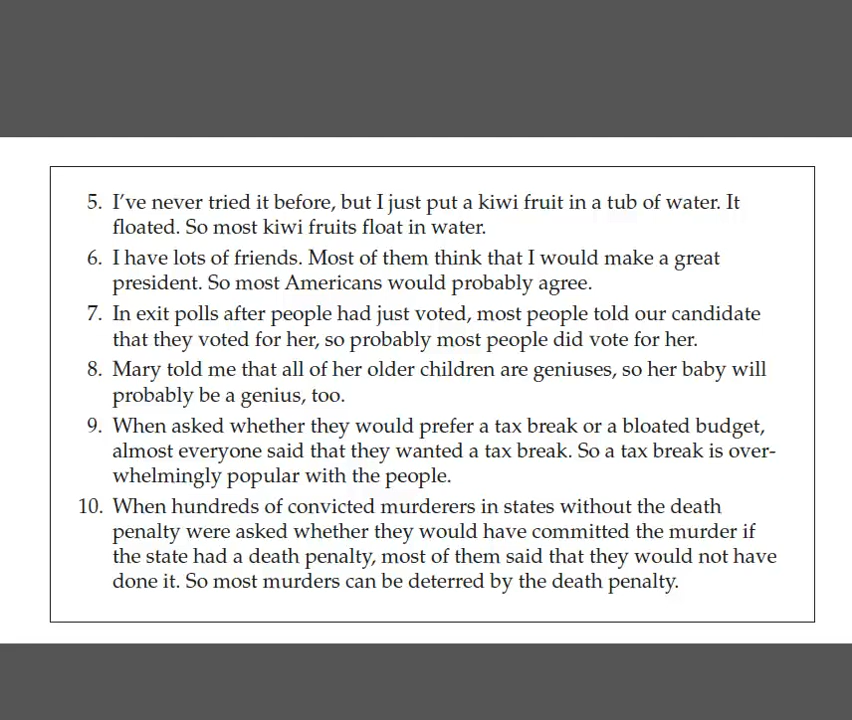 5. I've never tried it before, but I just put a kiwi fruit in a tub of water. It
floated. So most kiwi fruits float in water.
6. I have lots of friends. Most of them think that I would make a great
president. So most Americans would probably agree.
7. In exit polls after people had just voted, most people told our candidate
that they voted for her, so probably most people did vote for her.
8. Mary told me that all of her older children are geniuses, so her baby will
probably be a genius, too.
9. When asked whether they would prefer a tax break or a bloated budget,
almost everyone said that they wanted a tax break. So a tax break is over-
whelmingly popular with the people.
10. When hundreds of convicted murderers in states without the death
penalty were asked whether they would have committed the murder if
the state had a death penalty, most of them said that they would not have
done it. So most murders can be deterred by the death penalty.